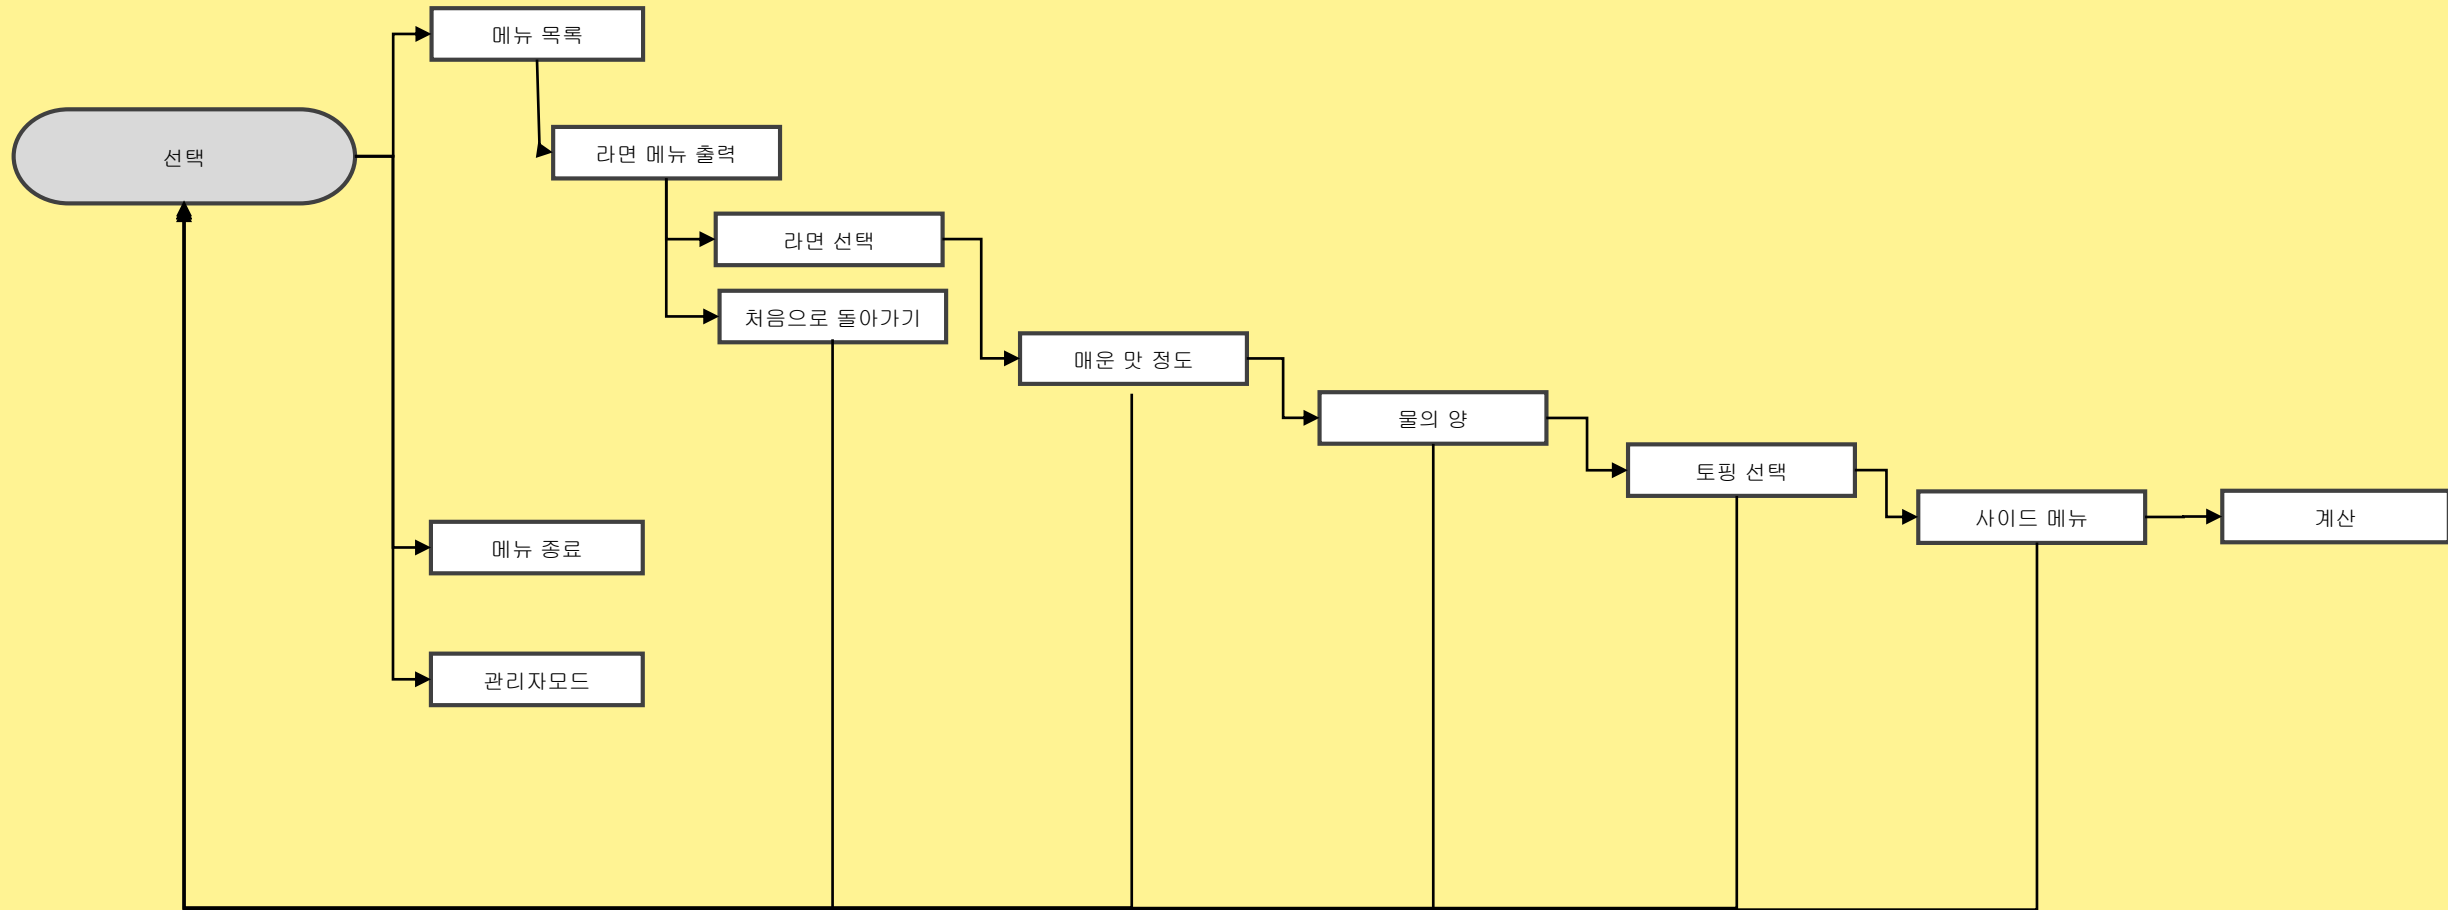 메뉴 목록
선택
라면 메뉴 출력
라면 선택
처음으로 돌아가기
매운 맛 정도
물의 양
토핑 선택
사이드 메뉴
계산
메뉴 종료
관리자모드